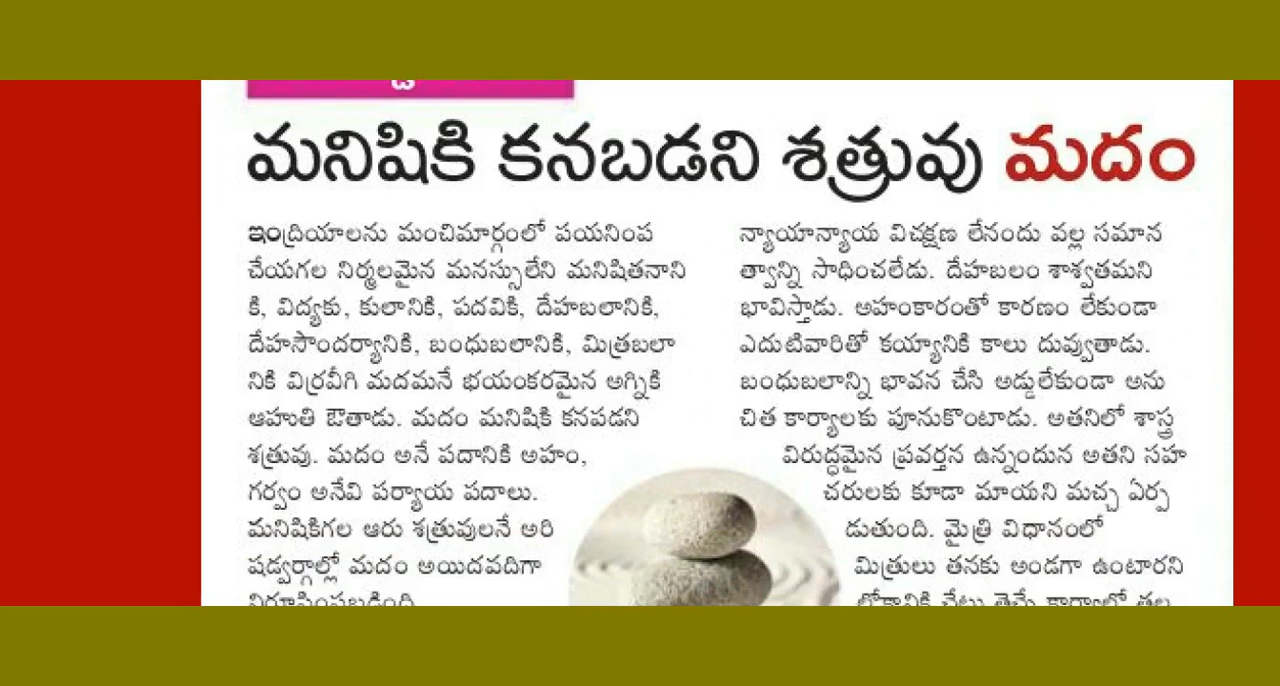 మనిషికి కనబడని శత్రువు మదం
ఇంద్రియాలను మంచిమార్గంలో పయనింప
చేయగల నిర్మలమైన మనస్సులేని మనిషితనాని
కి, విద్యకు, కులానికి, పదవికి, దేహబలానికి,
దేహసౌందర్యానికి, బంధుబలానికి, మిత్రబలా
నికి విర్రవీగి మదమనే భయంకరమైన అగ్నికి
ఆహుతి ఔతాడు. మదం మనిషికి కనపడని
శత్రువు. మదం అనే పదానికి అహం,
గర్వం అనేవి పర్యాయ పదాలు.
మనిషికిగల ఆరు శత్రువులనే అరి
షడ్వర్గాల్లో మదం అయిదవదిగా
నిరూపింపబడింది
న్యాయాన్యాయ విచక్షణ లేనందు వల్ల సమాన
త్వాన్ని సాధించలేడు. దేహబలం శాశ్వతమని
భావిస్తాడు. అహంకారంతో కారణం లేకుండా
ఎదుటివారితో కయ్యానికి కాలు దువ్వుతాడు.
బంధుబలాన్ని భావన చేసి అడ్డులేకుండా అను
చిత కార్యాలకు పూనుకొంటాడు. అతనిలో శాస్త్ర
విరుద్ధమైన ప్రవర్తన ఉన్నందున అతని సహ
చరులకు కూడా మాయని మచ్చ ఏర్ప
డుతుంది. మైత్రి విధానంలో
మిత్రులు తనకు అండగా ఉంటారని
లోకానికి చేటు తెచ్చే కార్యాల్లో తల